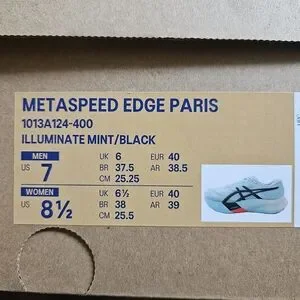 METASPEED EDGE PARIS
1013A124-400
ILLUMINATE MINT/BLACK
MEN UK 6 EUR 40
US 7 BR 37.5 AR 38.5
CM 25.25
WOMEN UK 6½ EUR 40
US 8½ BR 38 AR 39
CM 25.5